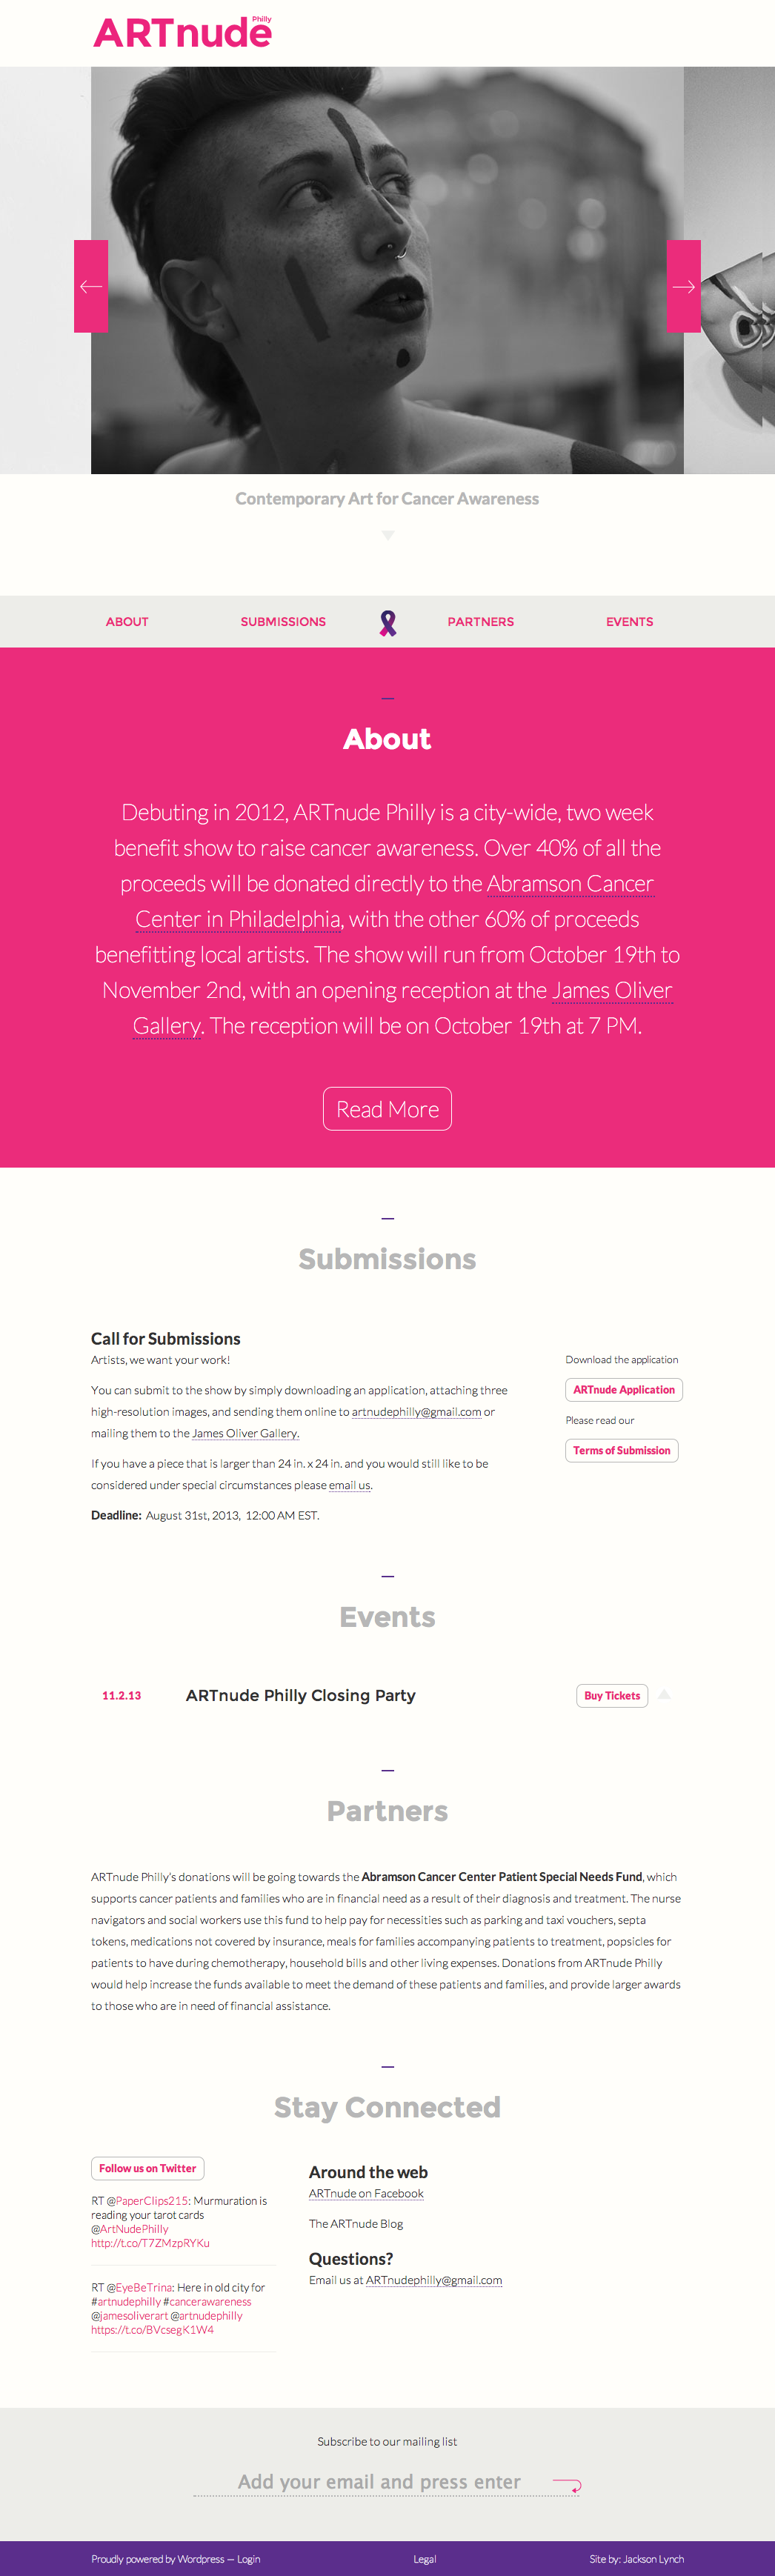 ARTnude Philly
Contemporary Art for Cancer Awareness
ABOUT
SUBMISSIONS
PARTNERS
EVENTS
About
Debuting in 2012, ARTnude Philly is a city-wide, two week
benefit show to raise cancer awareness. Over 40% of all the
proceeds will be donated directly to the Abramson Cancer
Center in Philadelphia, with the other 60% of proceeds
benefitting local artists. The show will run from October 19th to
November 2nd, with an opening reception at the James Oliver
Gallery. The reception will be on October 19th at 7 PM.
Read More
Submissions
Call for Submissions
Artists, we want your work!
You can submit to the show by simply downloading an application, attaching three
high-resolution images, and sending them online to artnudephilly@gmail.com or
mailing them to the James Oliver Gallery.
If you have a piece that is larger than 24 in. x 24 in. and you would still like to be
considered under special circumstances please email us.
Deadline: August 31st, 2013, 12:00 AM EST.
Download the application
ARTnude Application
Please read our
Terms of Submission
Events
11.2.13
ARTnude Philly Closing Party
Buy Tickets
Partners
ARTnude Philly's donations will be going towards the Abramson Cancer Center Patient Special Needs Fund, which
supports cancer patients and families who are in financial need as a result of their diagnosis and treatment. The nurse
navigators and social workers use this fund to help pay for necessities such as parking and taxi vouchers, septa
tokens, medications not covered by insurance, meals for families accompanying patients to treatment, popsicles for
patients to have during chemotherapy, household bills and other living expenses. Donations from ARTnude Philly
would help increase the funds available to meet the demand of these patients and families, and provide larger awards
to those who are in need of financial assistance.
Stay Connected
Follow us on Twitter
RT @PaperClips215: Murmuration is
reading your tarot cards
@ArtNudePhilly
http://t.co/T7ZMzpRYKu
RT @EyeBeTrina: Here in old city for
#artnudephilly #cancerawareness
@jamesoliverart @artnudephilly
https://t.co/BVcsegK1W4
Around the web
ARTnude on Facebook
The ARTnude Blog
Questions?
Email us at ARTnudephilly@gmail.com
Subscribe to our mailing list
Add your email and press enter
Proudly powered by Wordpress — Login
Legal
Site by: Jackson Lynch